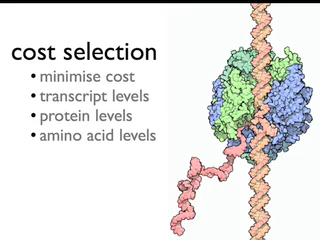 cost selection
• minimise cost
• transcript levels
• protein levels
• amino acid levels